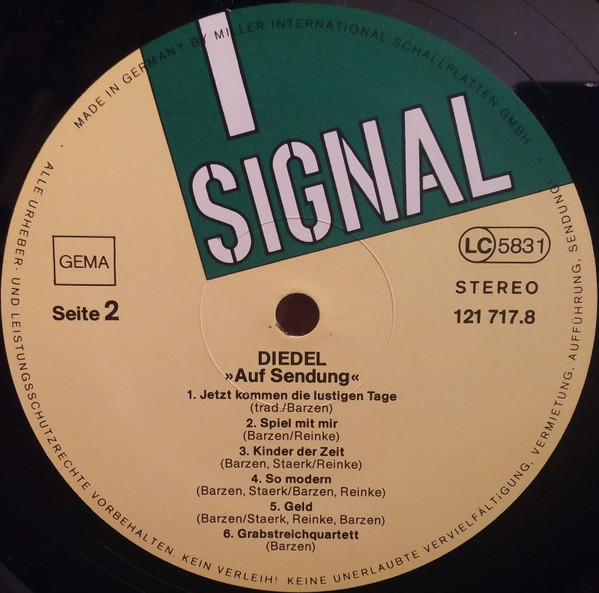 MADE IN GERMANY BY MILLER INTERNATIONAL SCHALLPLATTEN GMBH
SIGNAL
GEMA
LC 5831
Seite 2
STEREO
121 717.8
DIEDEL
»Auf Sendung«
1. Jetzt kommen die lustigen Tage
(trad./Barzen)
2. Spiel mit mir
(Barzen/Reinke)
3. Kinder der Zeit
(Barzen, Staerk/Reinke)
4. So modern
(Barzen, Staerk/Barzen, Reinke)
5. Geld
(Barzen/Staerk, Reinke, Barzen)
6. Grabstreichquartett
(Barzen)
ALLE URHEBER- UND LEISTUNGSSCHUTZRECHTE VORBEHALTEN. KEIN VERLEIH! KEINE UNERLAUBTE VERVIELFÄLTIGUNG, VERMIETUNG, AUFFÜHRUNG, SENDUNG!